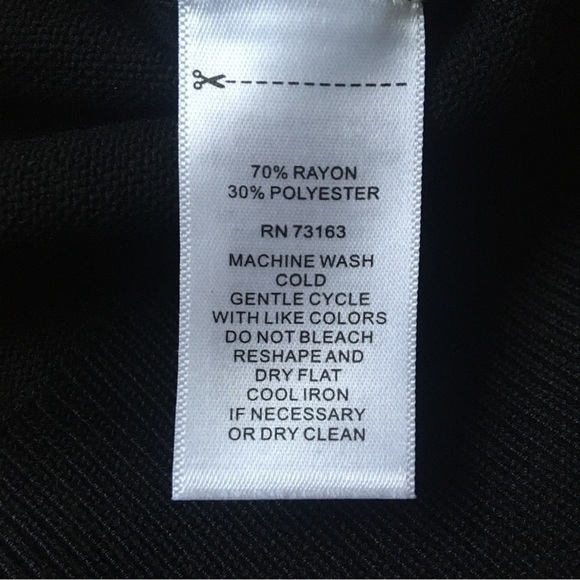 70% RAYON
30% POLYESTER
RN 73163
MACHINE WASH
COLD
GENTLE CYCLE
WITH LIKE COLORS
DO NOT BLEACH
RESHAPE AND
DRY FLAT
COOL IRON
IF NECESSARY
OR DRY CLEAN